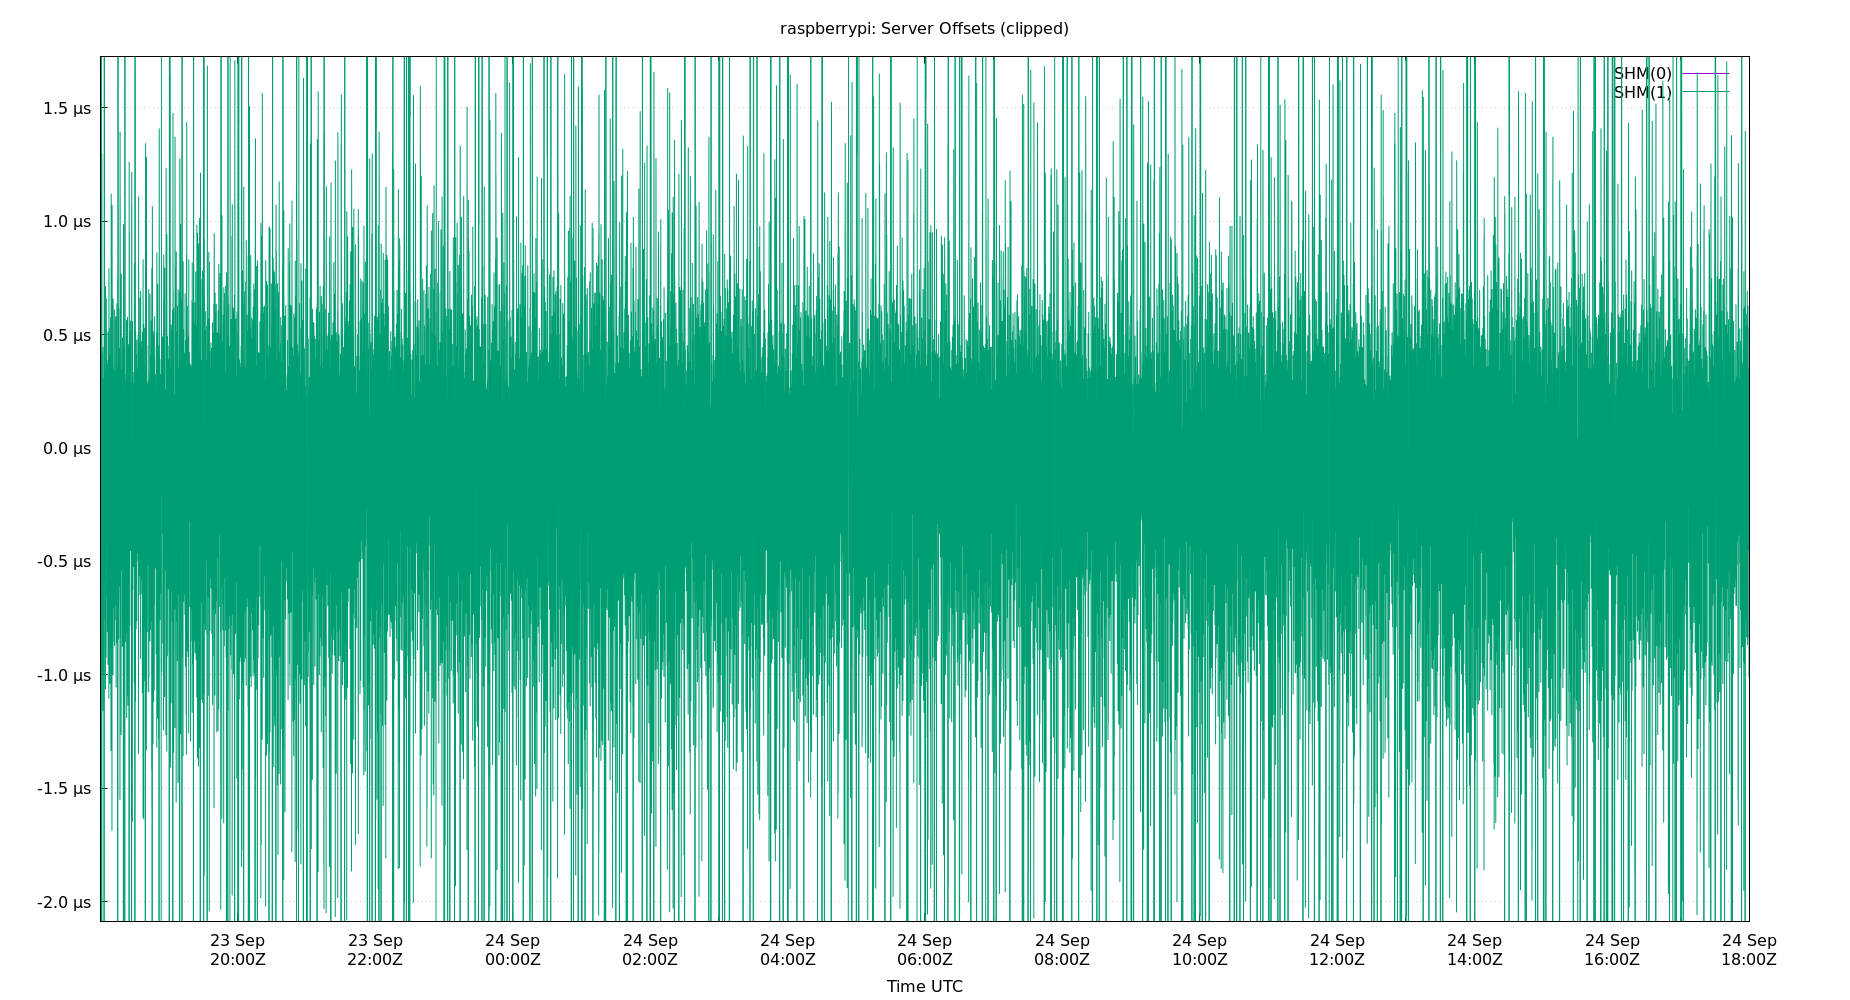 raspberrypi: Server Offsets (clipped)
SHM(0)
SHM(1)
1.5 µs
1.0 µs
0.5 µs
0.0 µs
-0.5 µs
-1.0 µs
-1.5 µs
-2.0 µs
23 Sep 23 Sep 24 Sep 24 Sep 24 Sep 24 Sep 24 Sep 24 Sep 24 Sep 24 Sep 24 Sep 24 Sep
20:00Z 22:00Z 00:00Z 02:00Z 04:00Z 06:00Z 08:00Z 10:00Z 12:00Z 14:00Z 16:00Z 18:00Z
Time UTC